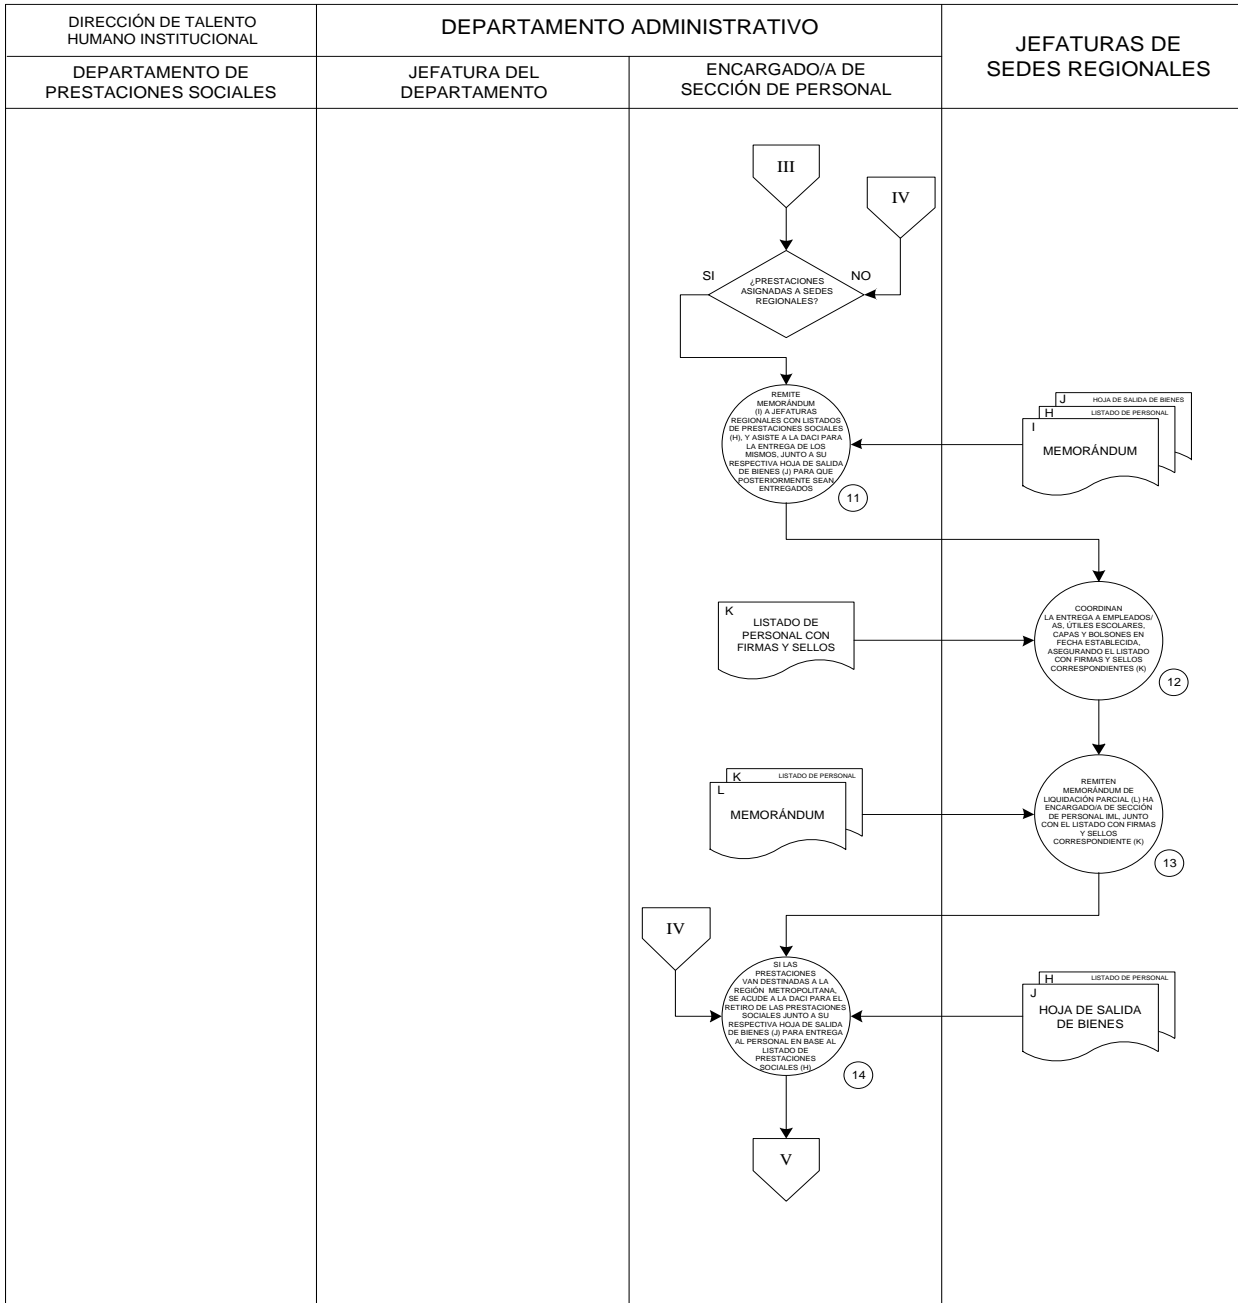 DIRECCIÓN DE TALENTO
HUMANO INSTITUCIONAL
DEPARTAMENTO ADMINISTRATIVO
JEFATURAS DE
SEDES REGIONALES
DEPARTAMENTO DE
PRESTACIONES SOCIALES
JEFATURA DEL
DEPARTAMENTO
ENCARGADO/A DE
SECCIÓN DE PERSONAL
III
IV
SI
NO
¿PRESTACIONES
ASIGNADAS A SEDES
REGIONALES?
REMITE
MEMORÁNDUM
(I) A JEFATURAS
REGIONALES CON LISTADOS
DE PRESTACIONES SOCIALES
(H), Y ASISTE A LA DACI PARA
LA ENTREGA DE LOS
MISMOS, JUNTO A SU
RESPECTIVA HOJA DE SALIDA
DE BIENES (J) PARA QUE
POSTERIORMENTE SEAN
ENTREGADOS
11
J
HOJA DE SALIDA DE BIENES
H
LISTADO DE PERSONAL
I
MEMORÁNDUM
K
LISTADO DE
PERSONAL CON
FIRMAS Y SELLOS
COORDINAN
LA ENTREGA A EMPLEADOS/
AS, ÚTILES ESCOLARES,
CAPAS Y BOLSONES EN
FECHA ESTABLECIDA,
ASEGURANDO EL LISTADO
CON FIRMAS Y SELLOS
CORRESPONDIENTES (K)
12
K
LISTADO DE PERSONAL
L
MEMORÁNDUM
REMITEN
MEMORÁNDUM DE
LIQUIDACIÓN PARCIAL (L) HA
ENCARGADO/A DE SECCIÓN
DE PERSONAL IML, JUNTO
CON EL LISTADO CON FIRMAS
Y SELLOS
CORRESPONDIENTE (K)
13
IV
SI LAS
PRESTACIONES
VAN DESTINADAS A LA
REGIÓN METROPOLITANA,
SE ACUDE A LA DACI PARA EL
RETIRO DE LAS PRESTACIONES
SOCIALES JUNTO A SU
RESPECTIVA HOJA DE SALIDA
DE BIENES (J) PARA ENTREGA
AL PERSONAL EN BASE AL
LISTADO DE
PRESTACIONES
SOCIALES (H)
14
H
LISTADO DE PERSONAL
J
HOJA DE SALIDA
DE BIENES
V